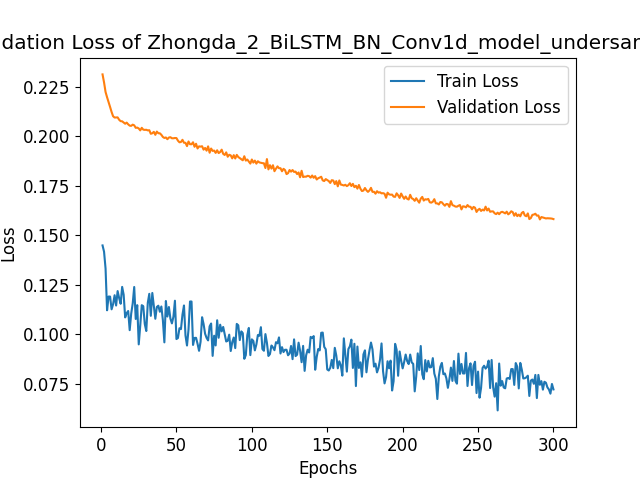 dation Loss of Zhongda_2_BiLSTM_BN_Conv1d_model_undersar
Train Loss
Validation Loss
0.225
0.200
0.175
0.150
0.125
0.100
0.075
Loss
0
50
100
150
200
250
300
Epochs